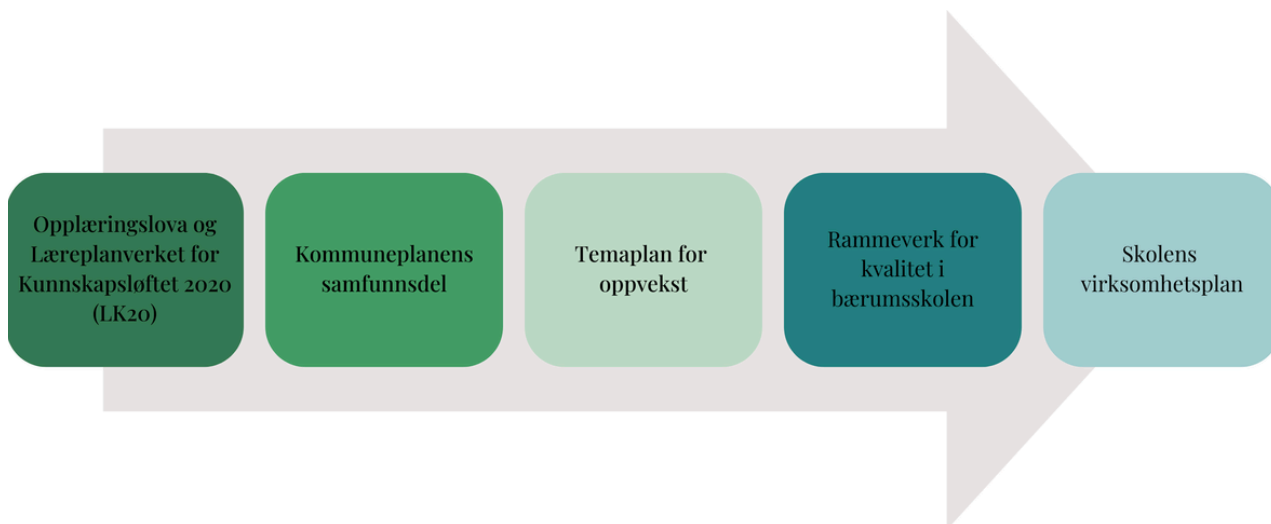 Opplæringslova og
Læreplanverket for
Kunnskapsløftet 2020
(LK20)
Kommuneplanens
samfunnsdel
Temaplan for
oppvekst
Rammeverk for
kvalitet i
bærumsskolen
Skolens
virksomhetsplan